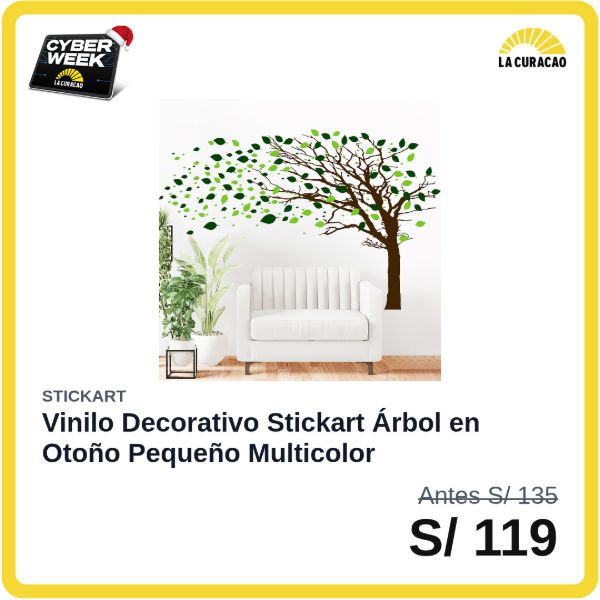 CYBER
WEEK
LA CURACAO
LA CURACAO
STICKART
Vinilo Decorativo Stickart Árbol en
Otoño Pequeño Multicolor
Antes S/ 135
S/ 119